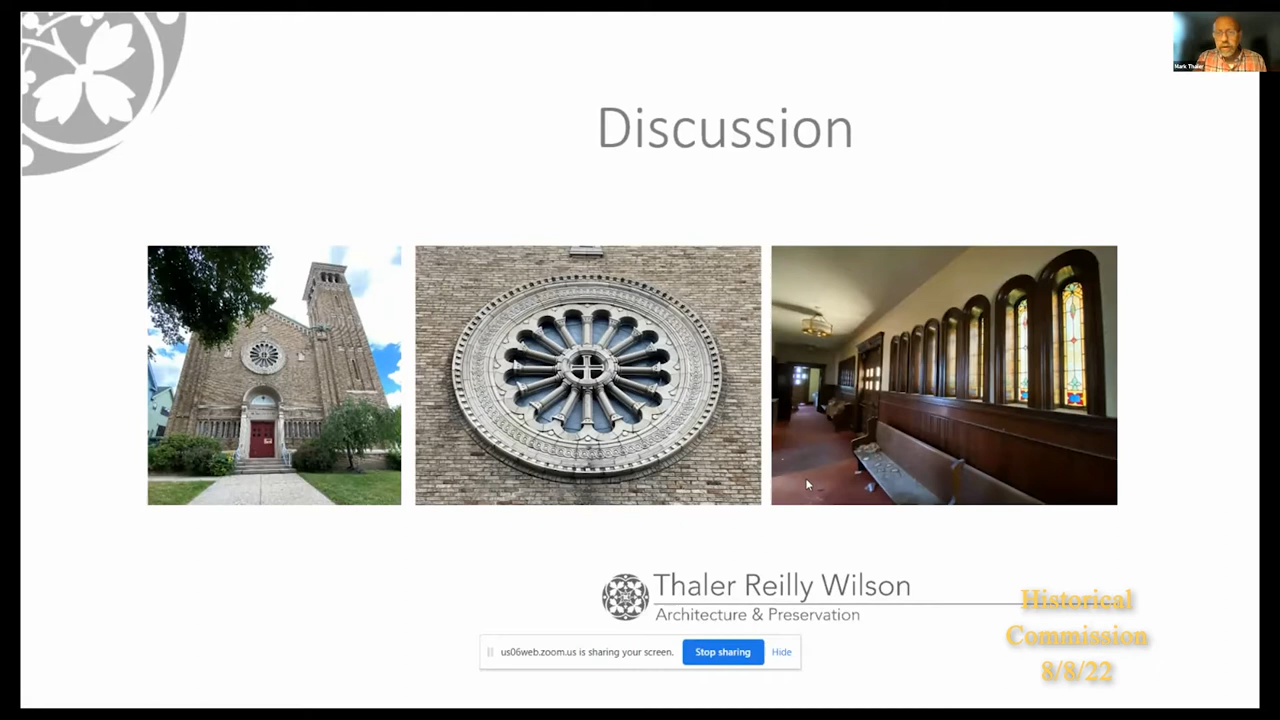 Mark Thaler
Discussion
Thaler Reilly Wilson
Architecture & Preservation
us06web.zoom.us is sharing your screen.
Stop sharing
Hide
Historical
Commission
8/8/22